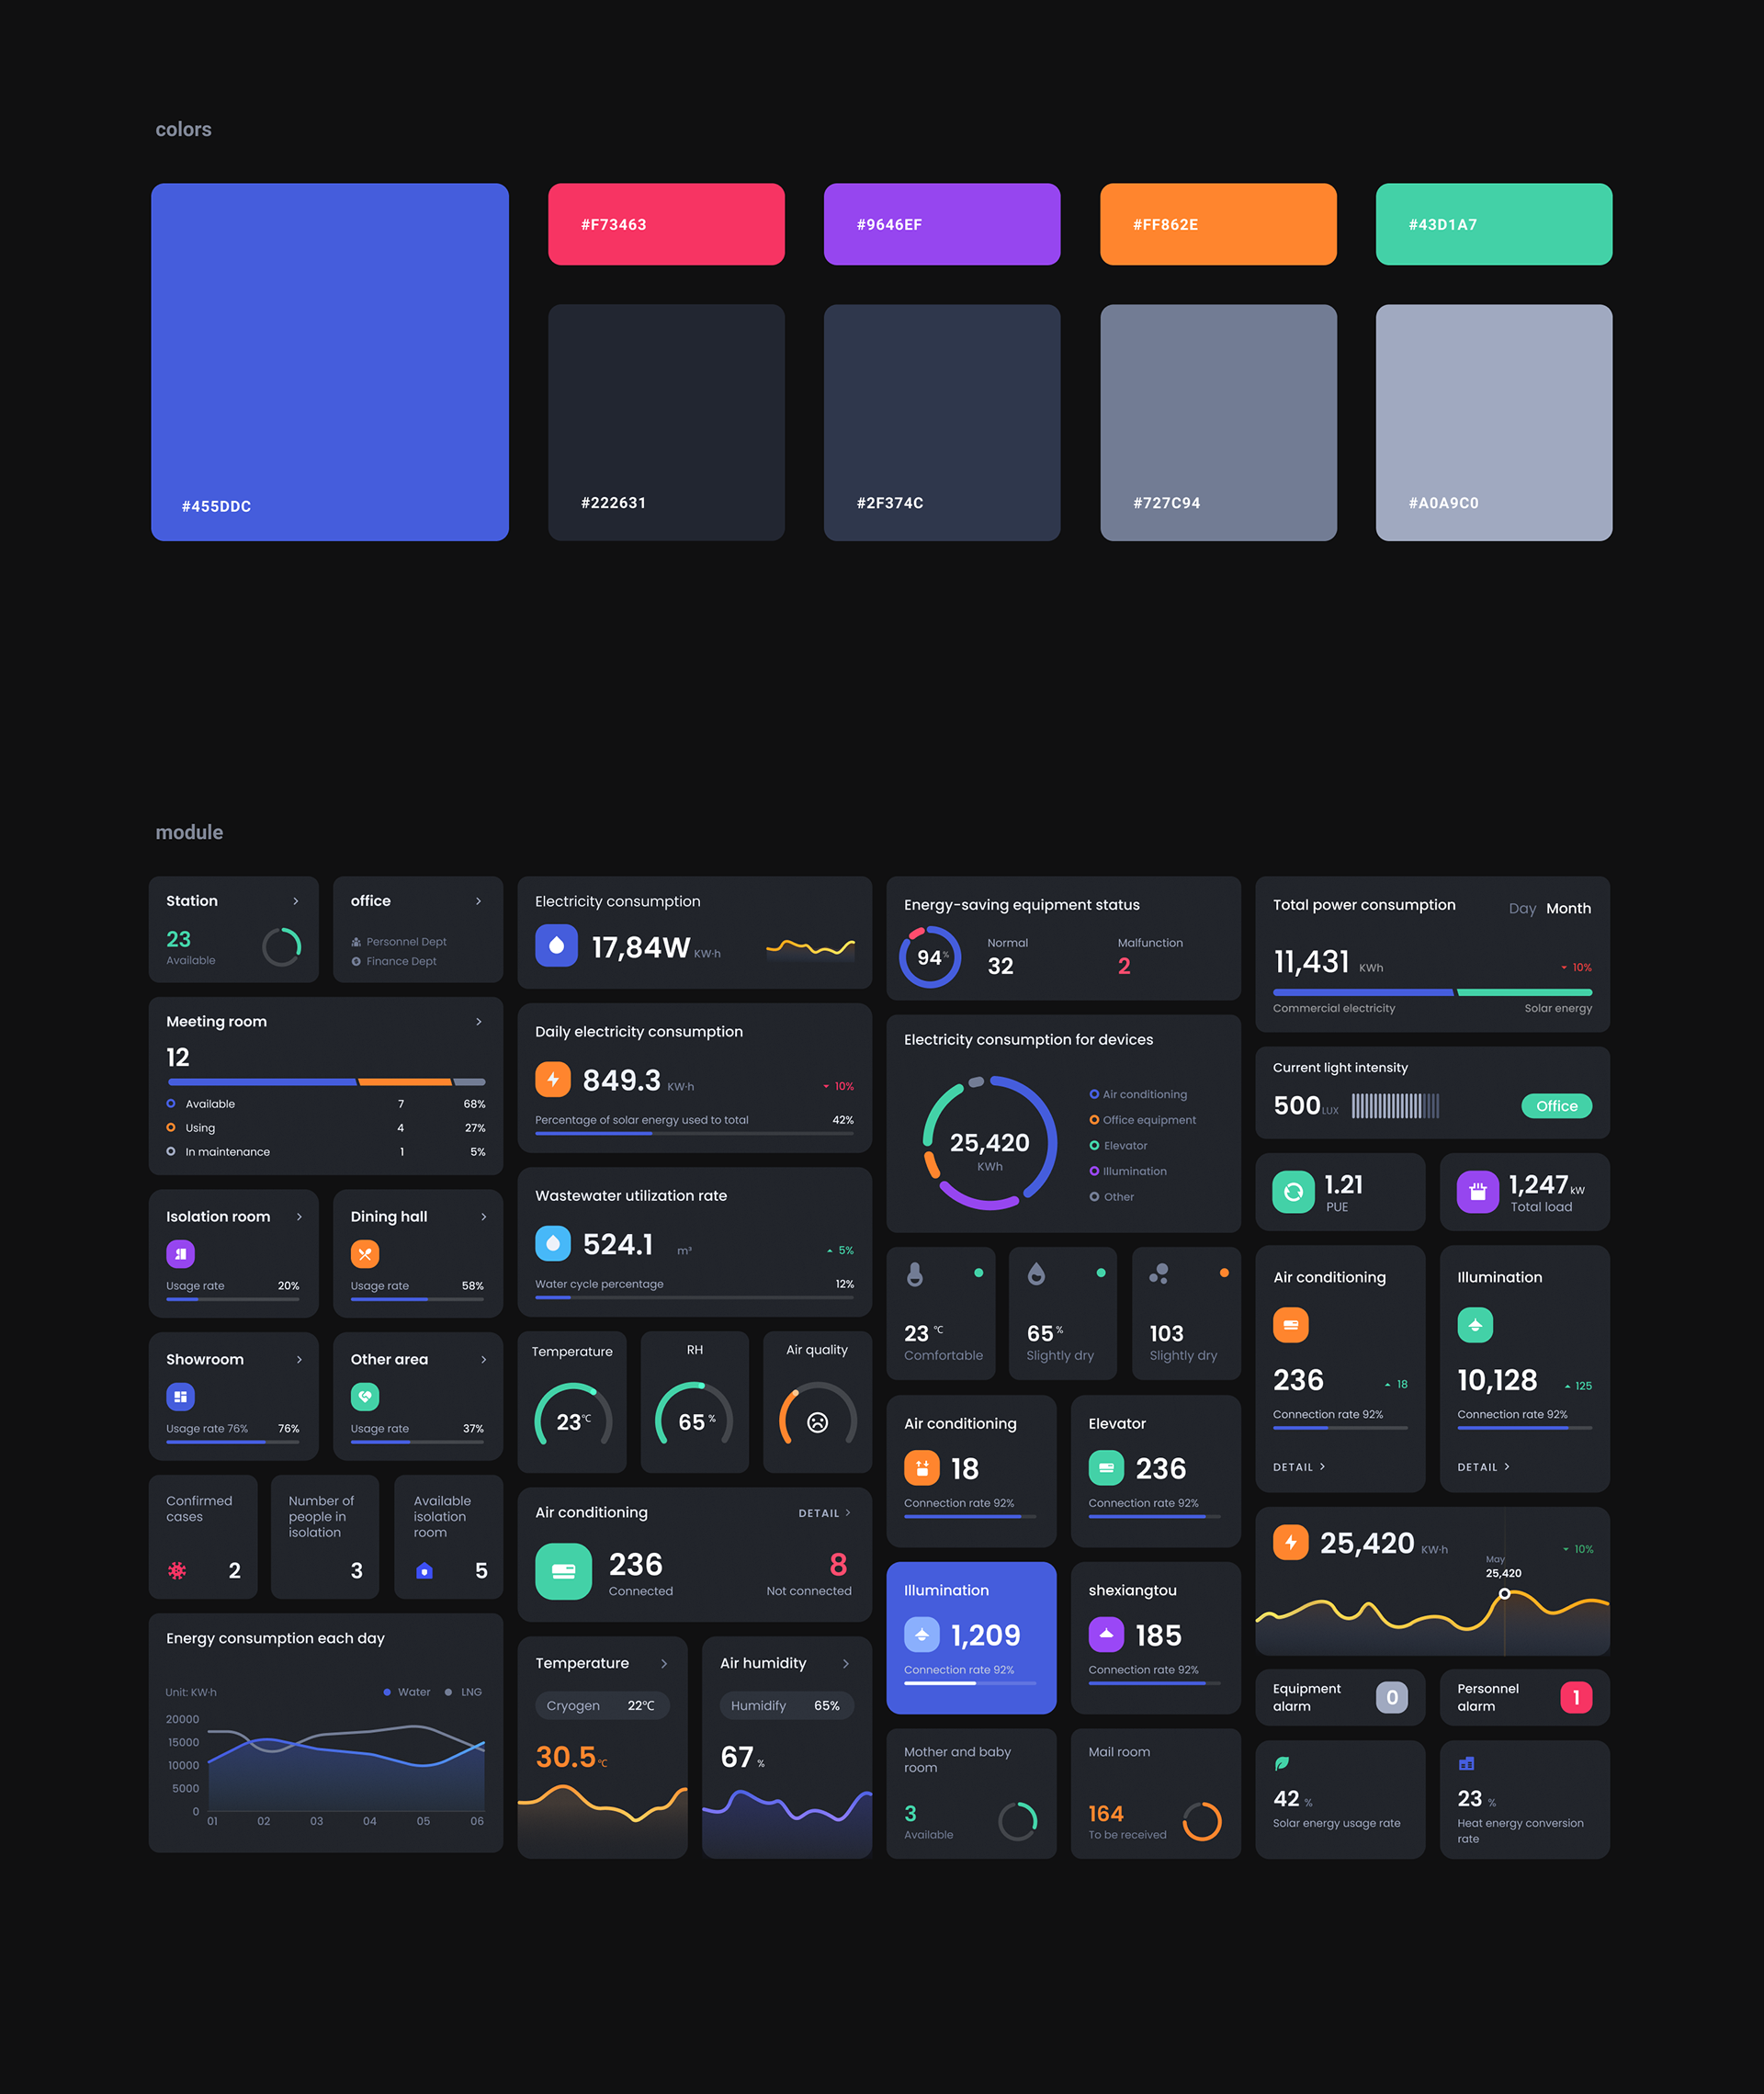 colors
#455DDC
#F73463
#9646EF
#FF862E
#43D1A7
#222631
#2F374C
#727C94
#A0A9C0
module
Station
23
Available
office
Personnel Dept
Finance Dept
Meeting room
12
Available 7 68%
Using 4 27%
In maintenance 1 5%
Isolation room
Usage rate 20%
Dining hall
Usage rate 58%
Showroom
Usage rate 76% 76%
Other area
Usage rate 37%
Confirmed
cases
2
Number of
people in
isolation
3
Available
isolation
room
5
Energy consumption each day
Unit: KW·h
Water LNG
20000
15000
10000
5000
0
01 02 03 04 05 06
Electricity consumption
17,84W KW·h
Daily electricity consumption
849.3 KW·h
10%
Percentage of solar energy used to total 42%
Wastewater utilization rate
524.1 m³
5%
Water cycle percentage 12%
Temperature
23℃
RH
65%
Air quality
Air conditioning
DETAIL
236
Connected
8
Not connected
Temperature
Cryogen 22℃
30.5℃
Air humidity
Humidify 65%
67 %
Energy-saving equipment status
94%
Normal
32
Malfunction
2
Electricity consumption for devices
25,420
KWh
Air conditioning
Office equipment
Elevator
Illumination
Other
23 ℃
Comfortable
65 %
Slightly dry
103
Slightly dry
Air conditioning
18
Connection rate 92%
Elevator
236
Connection rate 92%
Illumination
1,209
Connection rate 92%
shexiangtou
185
Connection rate 92%
Mother and baby
room
3
Available
Mail room
164
To be received
Total power consumption
Day Month
11,431 KWh
10%
Commercial electricity Solar energy
Current light intensity
500 LUX
Office
1.21
PUE
1,247 kW
Total load
Air conditioning
236
18
Connection rate 92%
DETAIL
Illumination
10,128
125
Connection rate 92%
DETAIL
25,420 KW·h
10%
May
25,420
Equipment
alarm
0
Personnel
alarm
1
42 %
Solar energy usage rate
23 %
Heat energy conversion
rate